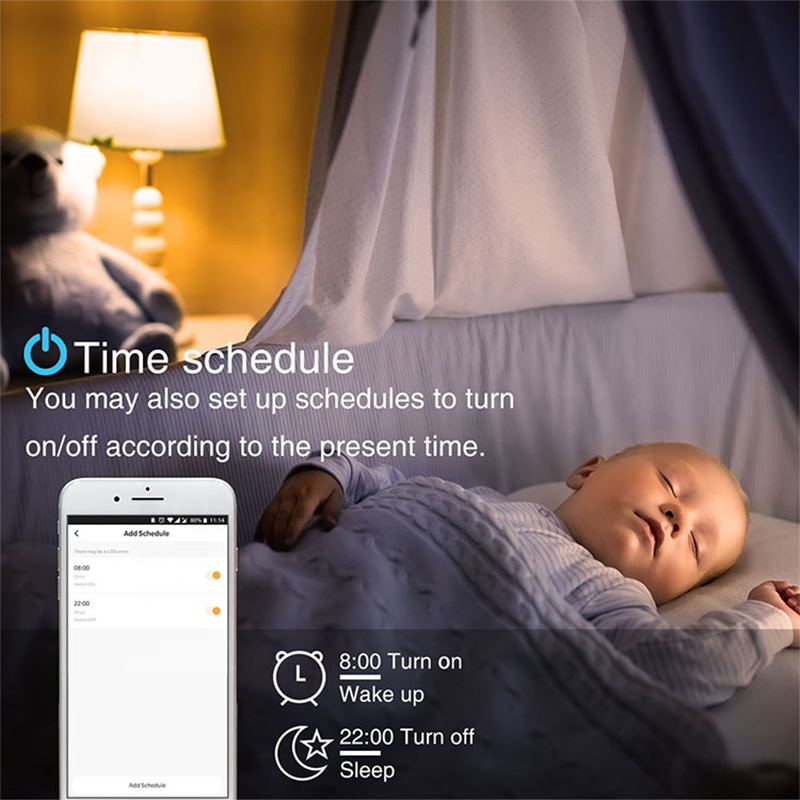 Time schedule
You may also set up schedules to turn
on/off according to the present time.
80% 11:14
Add Schedule
There may be a ±30s error.
08:00
Once
Switch:ON
22:00
Once
Switch:OFF
Add Schedule
8:00 Turn on
Wake up
22:00 Turn off
Sleep